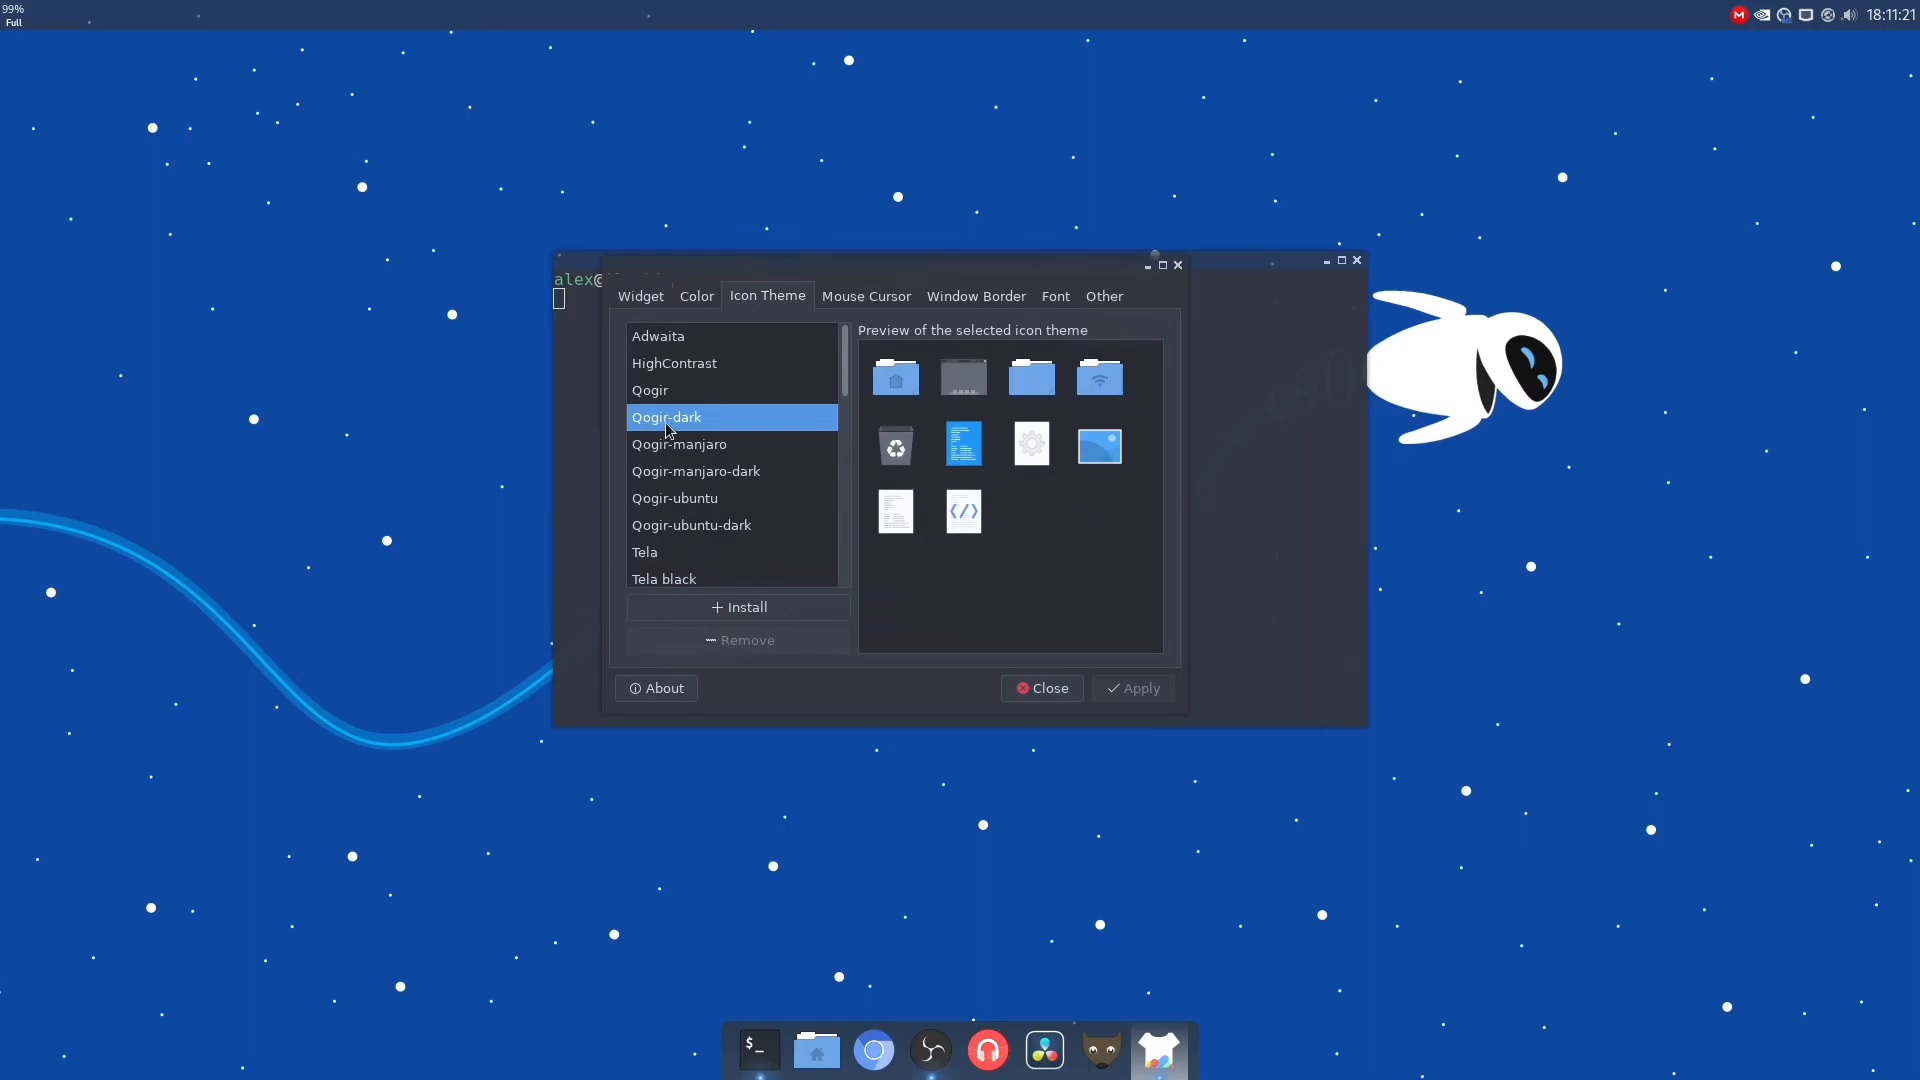 99%
Full
M
18:11:21
alex@
Widget
Color
Icon Theme
Mouse Cursor
Window Border
Font
Other
Adwaita
HighContrast
Qogir
Qogir-dark
Qogir-manjaro
Qogir-manjaro-dark
Qogir-ubuntu
Qogir-ubuntu-dark
Tela
Tela black
Preview of the selected icon theme
</>
Install
Remove
About
Close
Apply
$_